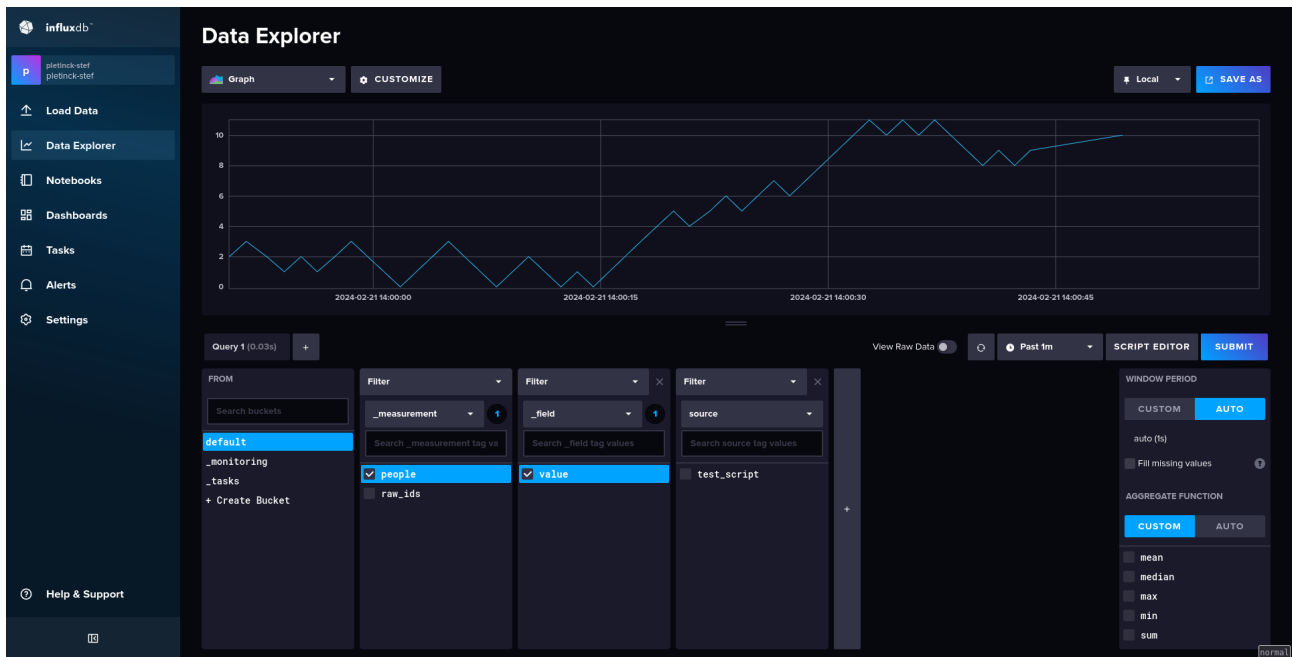 influxdb™
p
pletinck-stef
pletinck-stef
Load Data
Data Explorer
Notebooks
Dashboards
Tasks
Alerts
Settings
Help & Support
Data Explorer
Graph
CUSTOMIZE
Local
SAVE AS
10
8
6
4
2
0
2024-02-21 14:00:00
2024-02-21 14:00:15
2024-02-21 14:00:30
2024-02-21 14:00:45
Query 1 (0.03s)
+
View Raw Data
Past 1m
SCRIPT EDITOR
SUBMIT
FROM
Search buckets
default
_monitoring
_tasks
+ Create Bucket
Filter
_measurement
1
Search _measurement tag va
people
raw_ids
Filter
_field
1
Search _field tag values
value
Filter
source
Search source tag values
test_script
+
WINDOW PERIOD
CUSTOM
AUTO
auto (1s)
Fill missing values
?
AGGREGATE FUNCTION
CUSTOM
AUTO
mean
median
max
min
sum
normal